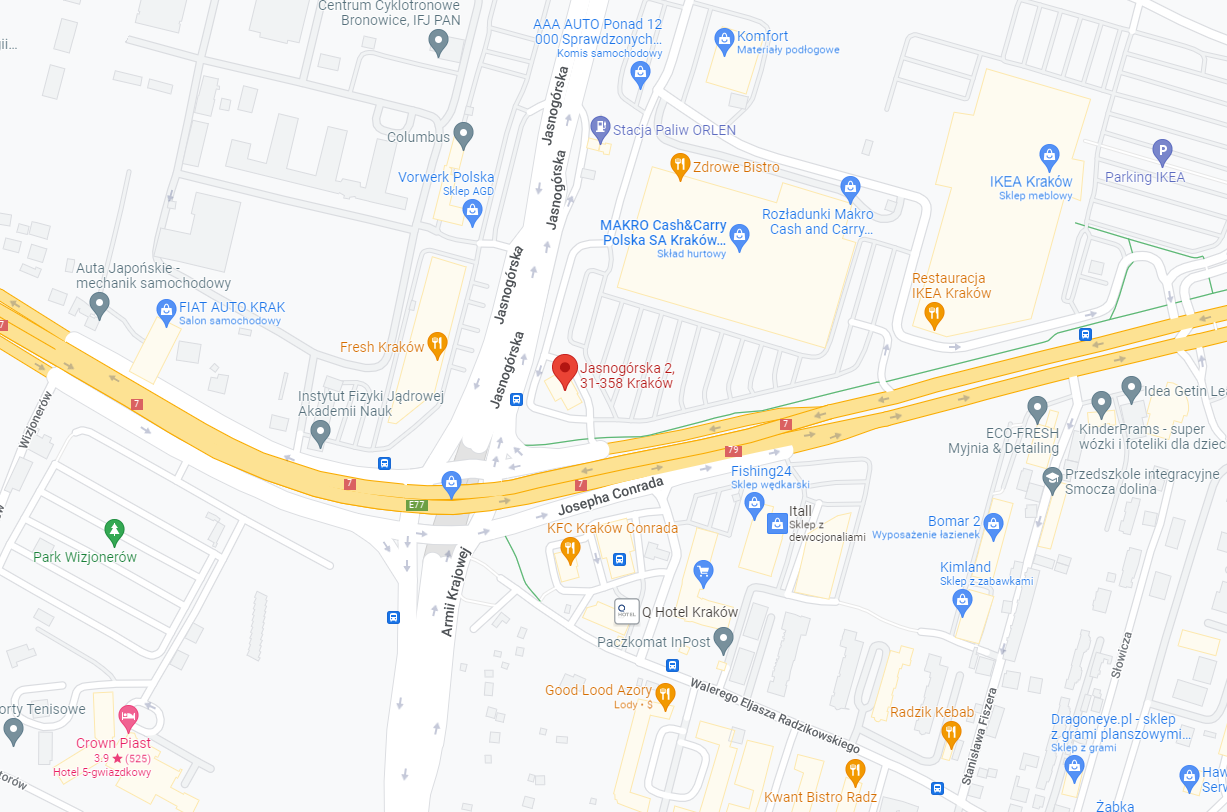 Centrum Cyklotronowe
Bronowice, IFJ PAN
AAA AUTO Ponad 12
000 Sprawdzonych...
Komis samochodowy
Komfort
Materiały podłogowe
Jasnogórska
Columbus
Stacja Paliw ORLEN
Vorwerk Polska
Sklep AGD
Jasnogórska
Zdrowe Bistro
IKEA Kraków
Sklep meblowy
P
Parking IKEA
MAKRO Cash&Carry
Polska SA Kraków...
Skład hurtowy
Rozładunki Makro
Cash and Carry...
Auta Japońskie -
mechanik samochodowy
FIAT AUTO KRAK
Salon samochodowy
Jasnogórska
Restauracja
IKEA Kraków
7
Fresh Kraków
Jasnogórska
Jasnogórska 2,
31-358 Kraków
Instytut Fizyki Jądrowej
Akademii Nauk
7
Wizjonerów
7
79
7
7
E77
Josepha Conrada
Idea Getin Lea
KinderPrams - super
wózki i foteliki dla dziec
ECO-FRESH
Myjnia & Detailing
Przedszkole integracyjne
Smocza dolina
Fishing24
Sklep wędkarski
Itall
Sklep z
dewocjonaliami
KFC Kraków Conrada
Bomar 2
Wyposażenie łazienek
Park Wizjonerów
Kimland
Sklep z zabawkami
Armii Krajowej
Q HOTEL
Q Hotel Kraków
Paczkomat InPost
Słowicza
Good Lood Azory
Lody • $
Walerego Eljasza Radzikowskiego
Radzik Kebab
Stanisława Fiszera
orty Tenisowe
Crown Piast
3.9 ★ (525)
Hotel 5-gwiazdkowy
Dragoneye.pl - sklep
z grami planszowymi...
Sklep z grami
Kwant Bistro Radz
Haw
Serw
Żabka